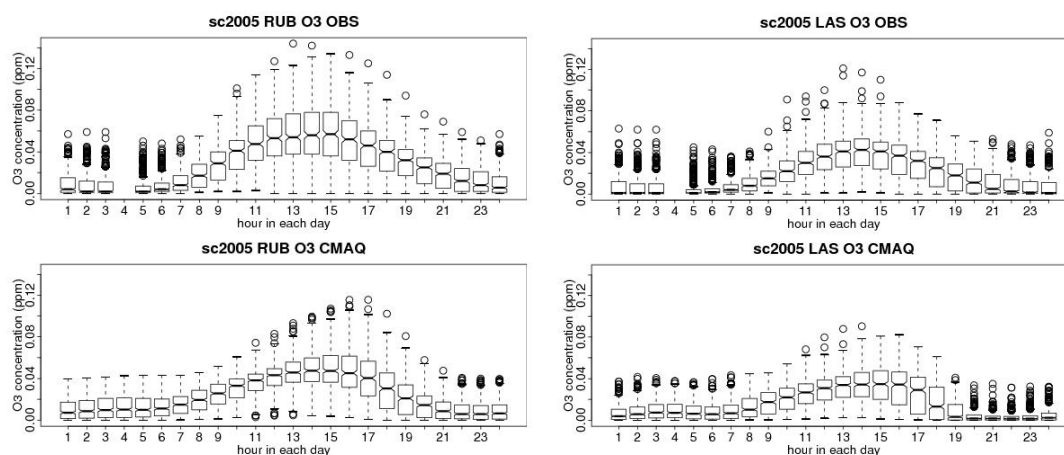 sc2005 RUB O3 OBS
O3 concentration (ppm)
0.00 0.04 0.08 0.12
1 2 3 4 5 6 7 8 9 11 13 15 17 19 21 23
hour in each day
sc2005 LAS O3 OBS
O3 concentration (ppm)
0.00 0.04 0.08 0.12
1 2 3 4 5 6 7 8 9 11 13 15 17 19 21 23
hour in each day
sc2005 RUB O3 CMAQ
O3 concentration (ppm)
0.00 0.04 0.08 0.12
1 2 3 4 5 6 7 8 9 11 13 15 17 19 21 23
hour in each day
sc2005 LAS O3 CMAQ
O3 concentration (ppm)
0.00 0.04 0.08 0.12
1 2 3 4 5 6 7 8 9 11 13 15 17 19 21 23
hour in each day